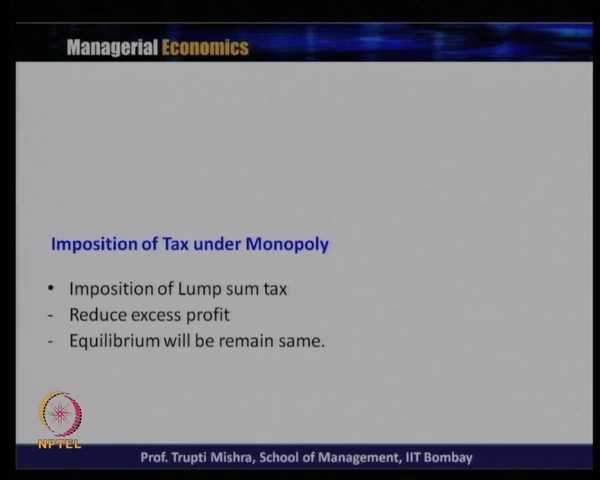 Managerial Economics
Imposition of Tax under Monopoly
• Imposition of Lump sum tax
- Reduce excess profit
- Equilibrium will be remain same.
NPTEL
Prof. Trupti Mishra, School of Management, IIT Bombay